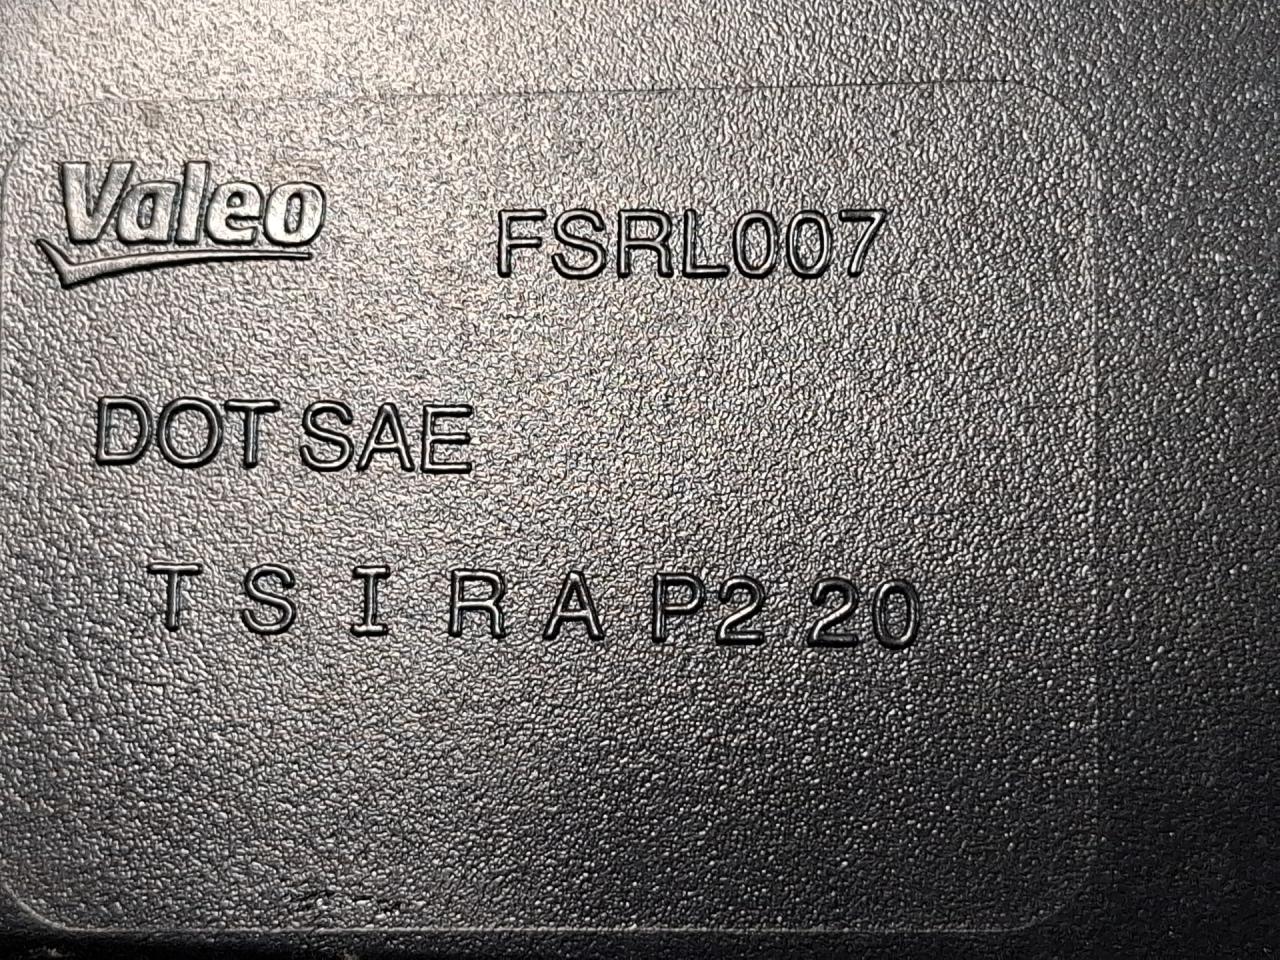 Valeo FSRL007
DOT SAE
T S I R A P2 20